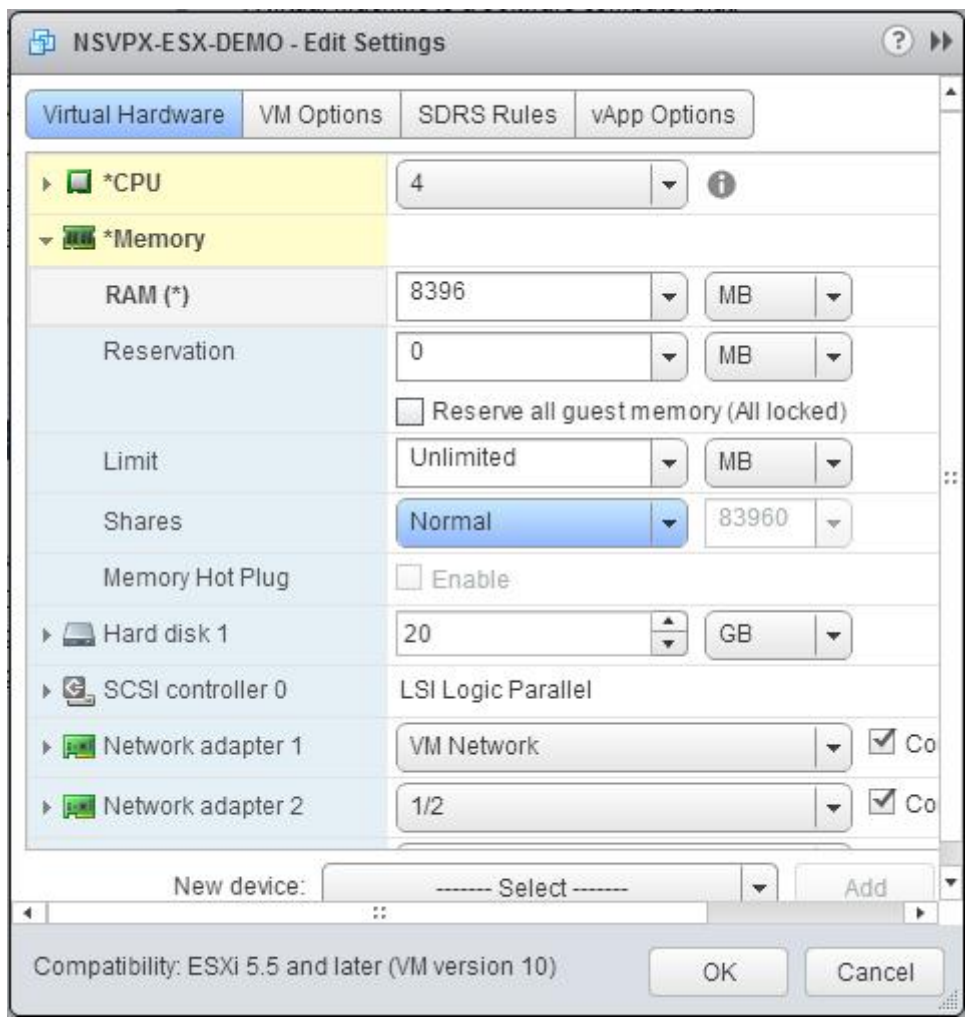 NSVPX-ESX-DEMO - Edit Settings ?
Virtual Hardware VM Options SDRS Rules vApp Options
*CPU 4
*Memory
RAM (*) 8396 MB
Reservation 0 MB
Reserve all guest memory (All locked)
Limit Unlimited MB
Shares Normal 83960
Memory Hot Plug Enable
Hard disk 1 20 GB
SCSI controller 0 LSI Logic Parallel
Network adapter 1 VM Network Co
Network adapter 2 1/2 Co
New device: ------- Select ------- Add
Compatibility: ESXi 5.5 and later (VM version 10) OK Cancel